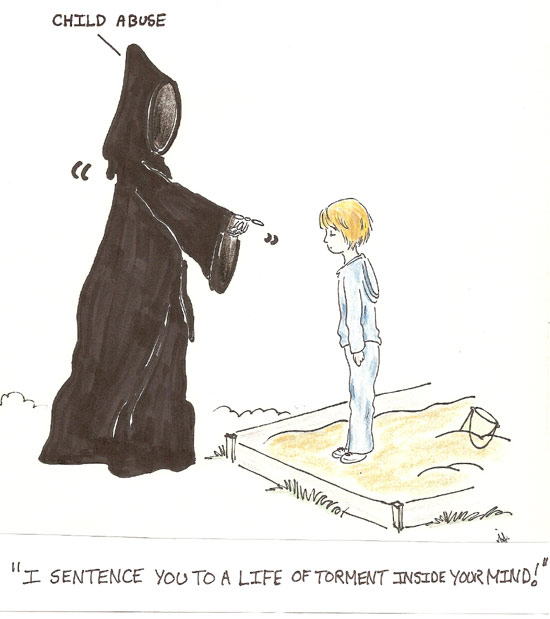 CHILD ABUSE
"I SENTENCE YOU TO A LIFE OF TORMENT INSIDE YOUR MIND!"